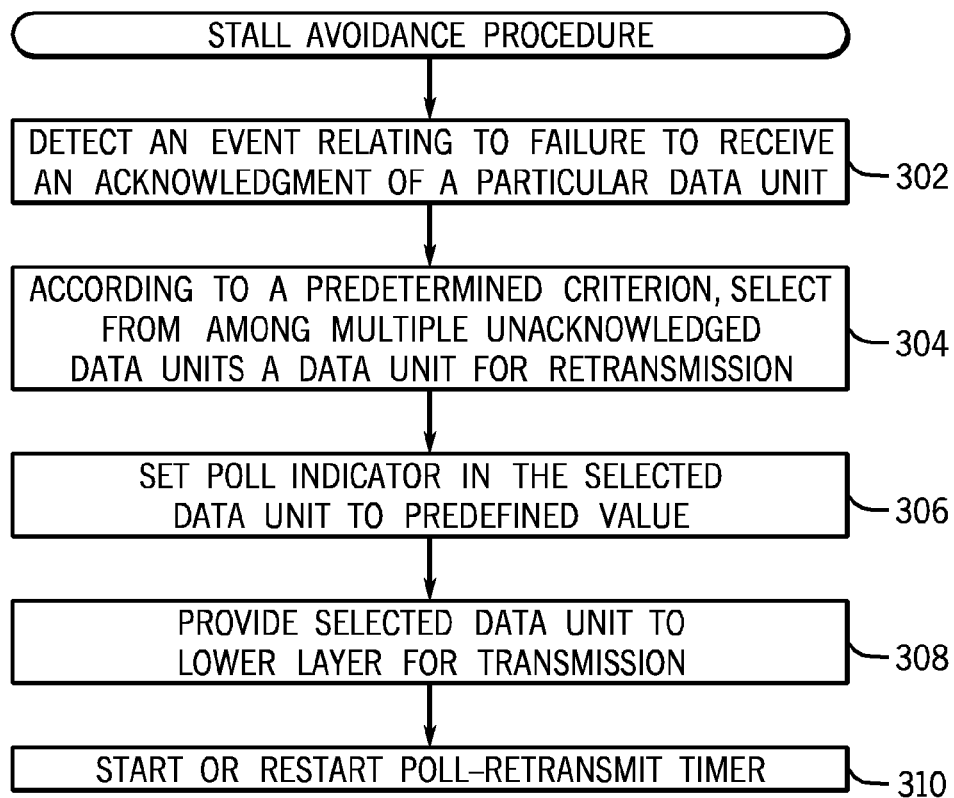 STALL AVOIDANCE PROCEDURE
DETECT AN EVENT RELATING TO FAILURE TO RECEIVE
AN ACKNOWLEDGMENT OF A PARTICULAR DATA UNIT
302
ACCORDING TO A PREDETERMINED CRITERION, SELECT
FROM AMONG MULTIPLE UNACKNOWLEDGED
DATA UNITS A DATA UNIT FOR RETRANSMISSION
304
SET POLL INDICATOR IN THE SELECTED
DATA UNIT TO PREDEFINED VALUE
306
PROVIDE SELECTED DATA UNIT TO
LOWER LAYER FOR TRANSMISSION
308
START OR RESTART POLL–RETRANSMIT TIMER
310